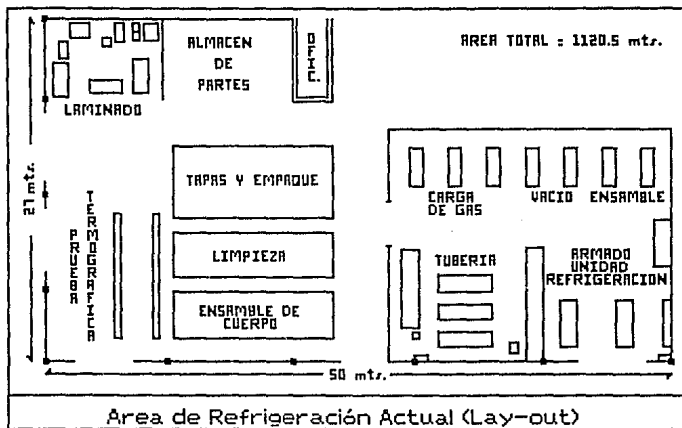 ALMACEN
DE
PARTES
OFIC.
AREA TOTAL = 1120.5 mts.
LAMINADO
27 mts.
TAPAS Y EMPAQUE
CARGA
DE GAS
VACIO
ENSAMBLE
PRUEBA
TERMOGRAFICA
LIMPIEZA
TUBERIA
ARMADO
UNIDAD
REFRIGERACION
ENSAMBLE DE
CUERPO
50 mts.
Area de Refrigeración Actual (Lay-out)